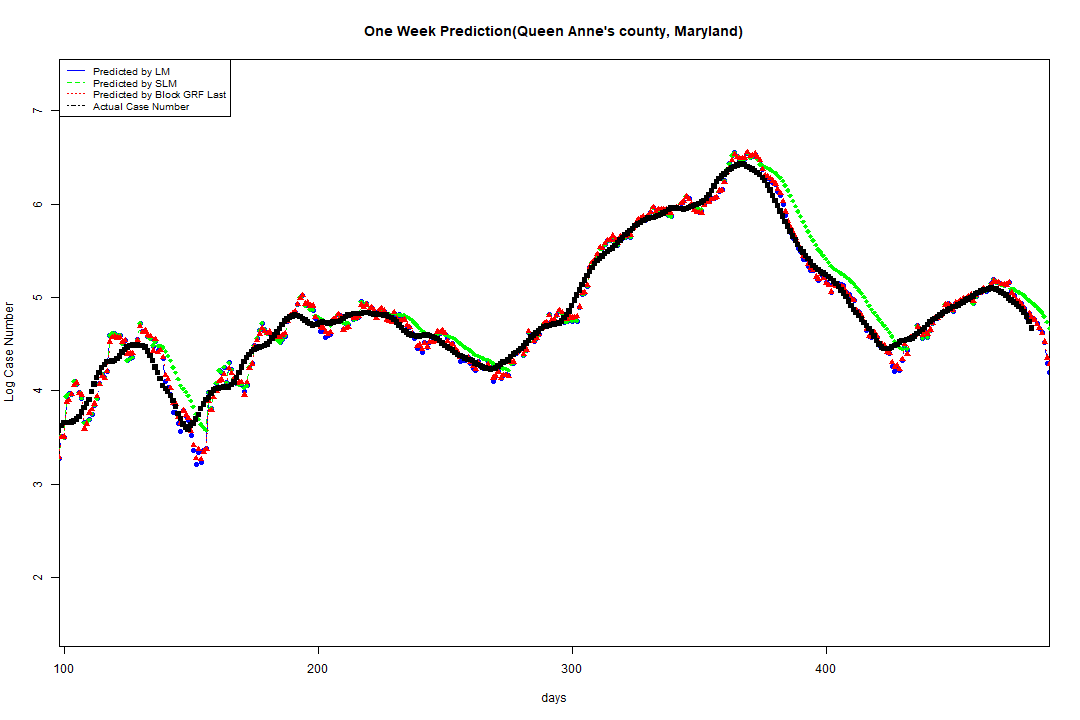 One Week Prediction(Queen Anne's county, Maryland)
Predicted by LM
Predicted by SLM
Predicted by Block GRF Last
Actual Case Number
7
6
5
4
3
2
Log Case Number
100 200 300 400
days